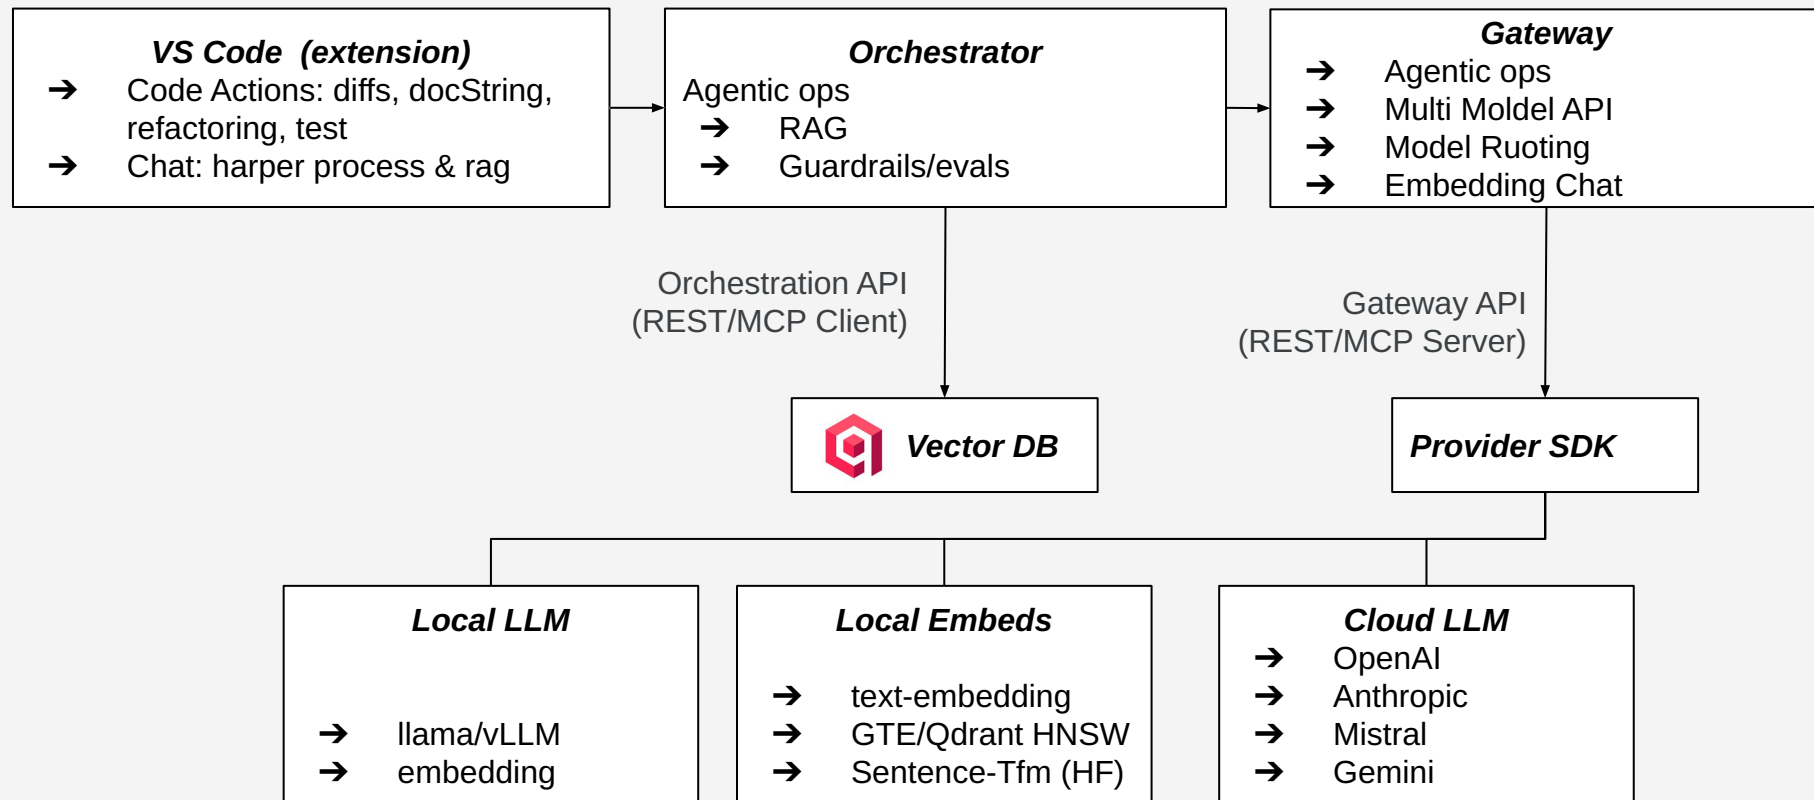 VS Code  (extension)
➔ Code Actions: diffs, docString,
refactoring, test
➔ Chat: harper process & rag
Orchestrator
Agentic ops
➔ RAG
➔ Guardrails/evals
Gateway
➔ Agentic ops
➔ Multi Moldel API
➔ Model Ruoting
➔ Embedding Chat
Orchestration API
(REST/MCP Client)
Gateway API
(REST/MCP Server)
Vector DB
Provider SDK
Local LLM
➔ llama/vLLM
➔ embedding
Local Embeds
➔ text-embedding
➔ GTE/Qdrant HNSW
➔ Sentence-Tfm (HF)
Cloud LLM
➔ OpenAI
➔ Anthropic
➔ Mistral
➔ Gemini